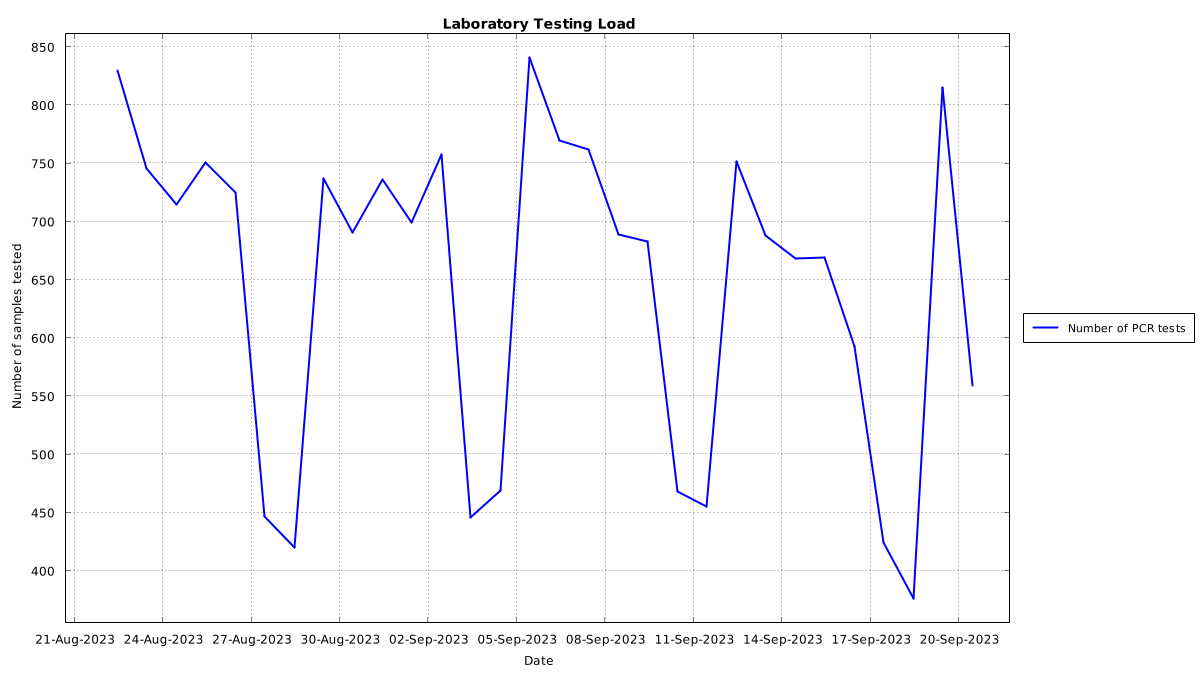 Laboratory Testing Load
850
800
750
700
650
600
550
500
450
400
Number of samples tested
21-Aug-2023 24-Aug-2023 27-Aug-2023 30-Aug-2023 02-Sep-2023 05-Sep-2023 08-Sep-2023 11-Sep-2023 14-Sep-2023 17-Sep-2023 20-Sep-2023
Date
Number of PCR tests